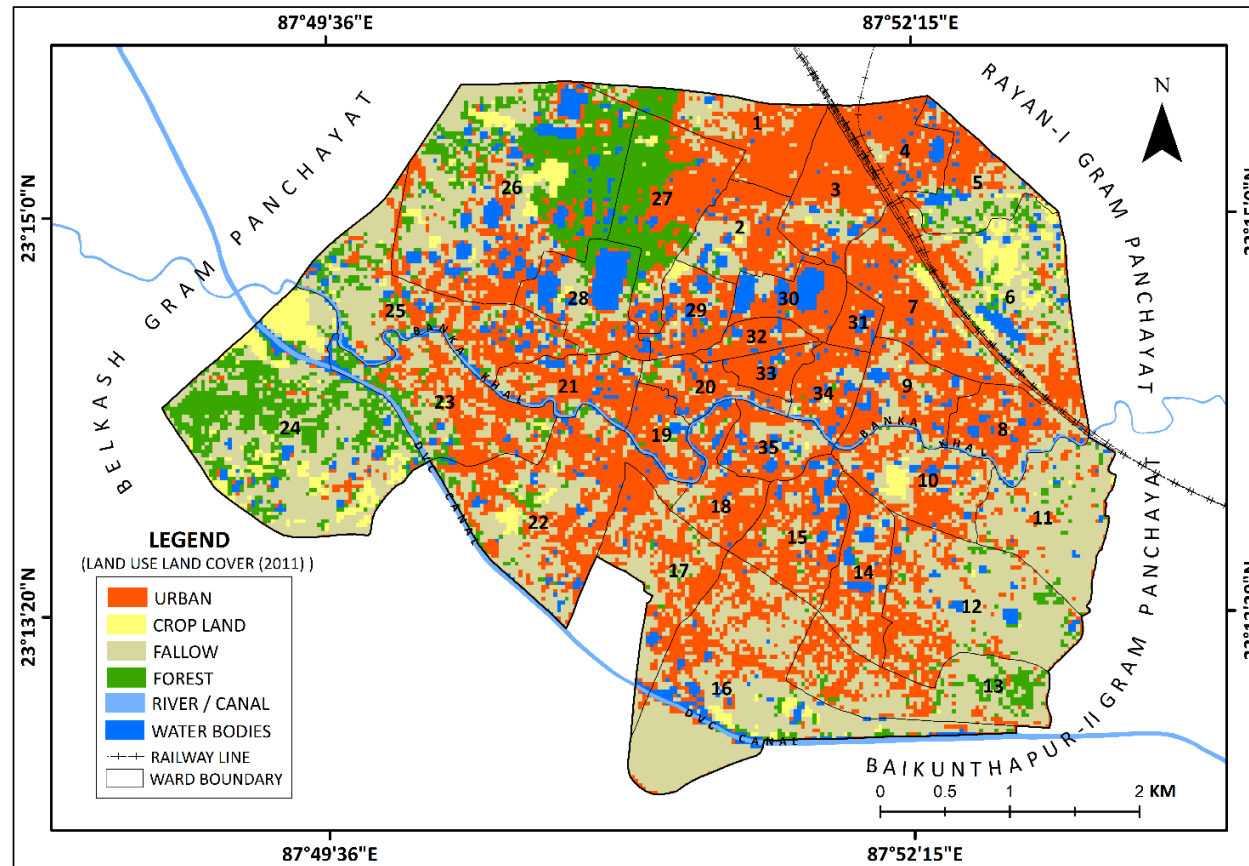 87°49'36"E
87°52'15"E
23°15'0"N
23°13'20"N
N
RAYAN-I GRAM PANCHAYAT
BELKASH GRAM PANCHAYAT
BAIKUNTHAPUR-II GRAM PANCHAYAT
1
4
5
26
27
3
2
6
28
29
30
7
25
31
32
BANKA KHAL
33
21
20
34
9
23
24
19
8
BANKA KHAL
35
10
DVC CANAL
22
18
15
11
17
14
12
16
13
DVC CANAL
LEGEND
(LAND USE LAND COVER (2011) )
URBAN
CROP LAND
FALLOW
FOREST
RIVER / CANAL
WATER BODIES
RAILWAY LINE
WARD BOUNDARY
0 0.5 1 2 KM
87°49'36"E
87°52'15"E